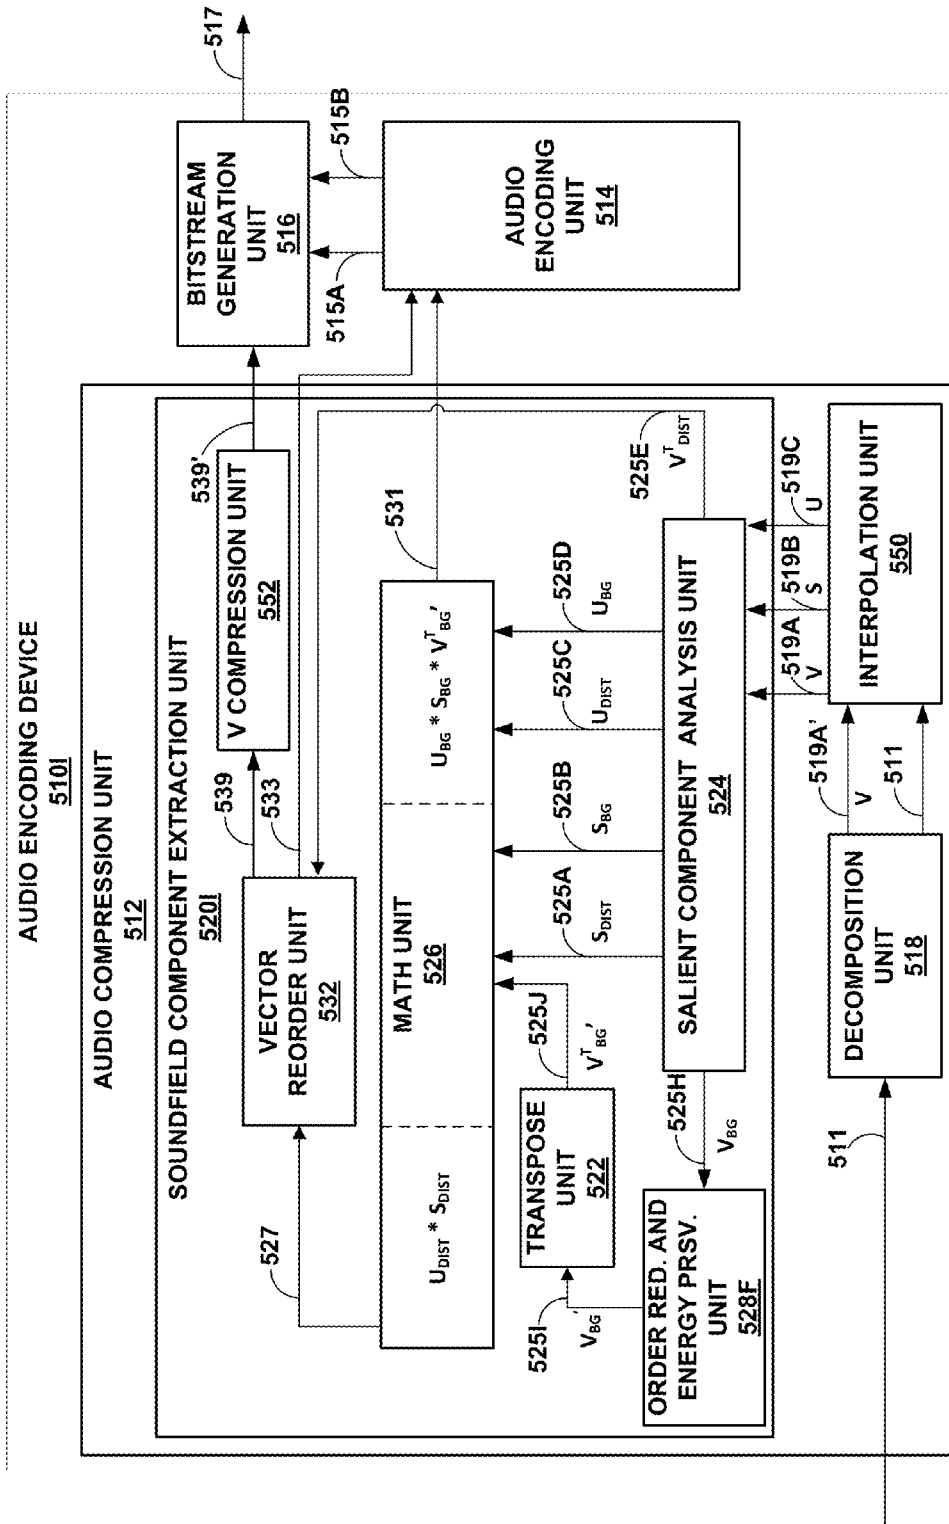 AUDIO ENCODING DEVICE
510I
AUDIO COMPRESSION UNIT
512
SOUNDFIELD COMPONENT EXTRACTION UNIT
520I
527
VECTOR
REORDER UNIT
532
539
533
V COMPRESSION UNIT
552
539'
BITSTREAM
GENERATION
UNIT
516
517
U_DIST * S_DIST
MATH UNIT
526
U_BG * S_BG * V^T_BG'
531
515A
515B
AUDIO
ENCODING
UNIT
514
525I
V_BG'
TRANSPOSE
UNIT
522
525J
V^T_BG'
525A
S_DIST
525B
S_BG
525C
U_DIST
525D
U_BG
525E
V^T_DIST
ORDER RED. AND
ENERGY PRSV.
UNIT
528F
525H
V_BG
SALIENT COMPONENT ANALYSIS UNIT
524
519A
V
519B
S
519C
U
511
DECOMPOSITION
UNIT
518
519A'
V
511
INTERPOLATION UNIT
550